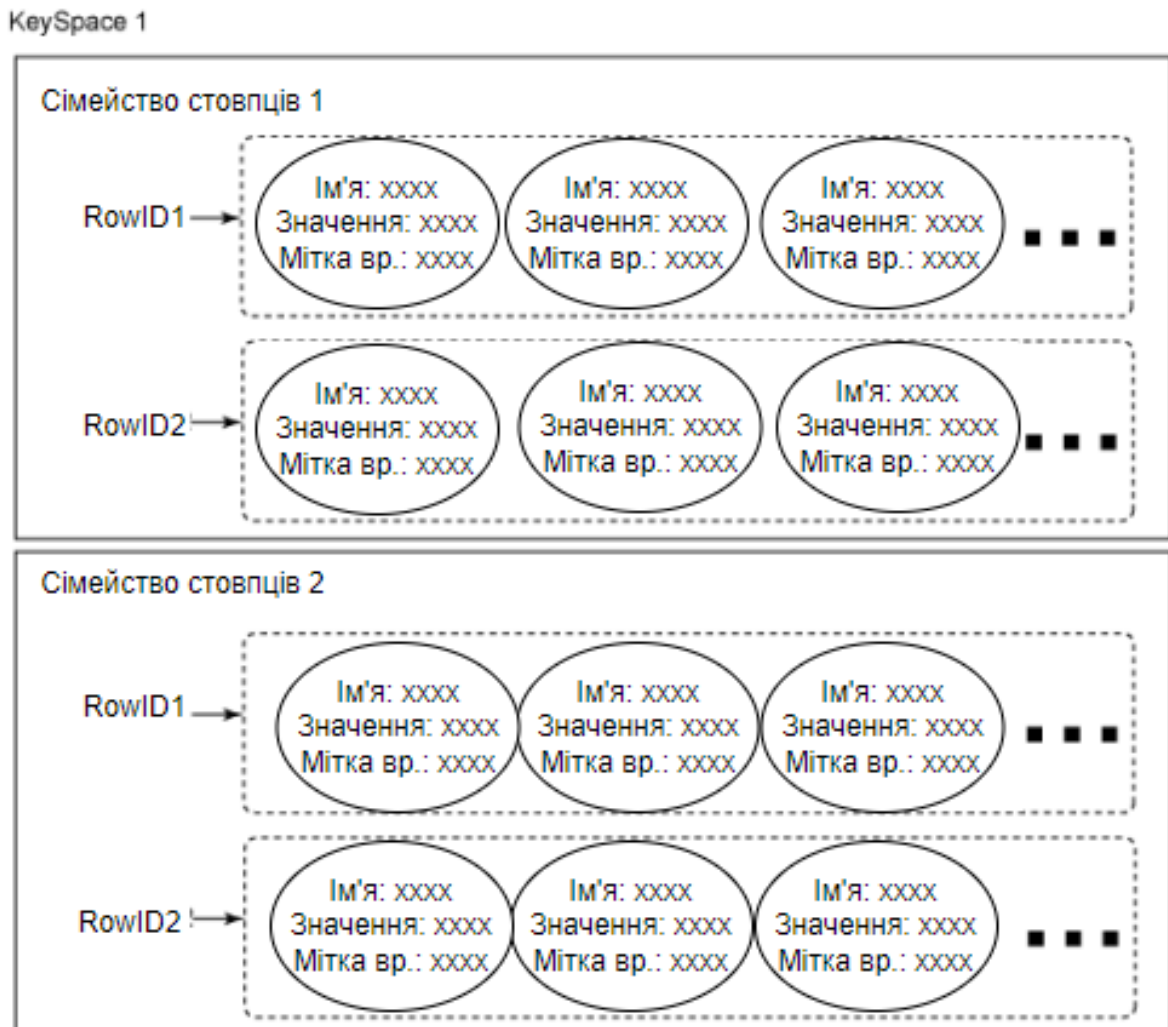 KeySpace 1
Сімейство стовпців 1
RowID1
Ім'я: xxxx
Значення: xxxx
Мітка вр.: xxxx
Ім'я: xxxx
Значення: xxxx
Мітка вр.: xxxx
Ім'я: xxxx
Значення: xxxx
Мітка вр.: xxxx
RowID2
Ім'я: xxxx
Значення: xxxx
Мітка вр.: xxxx
Ім'я: xxxx
Значення: xxxx
Мітка вр.: xxxx
Ім'я: xxxx
Значення: xxxx
Мітка вр.: xxxx
Сімейство стовпців 2
RowID1
Ім'я: xxxx
Значення: xxxx
Мітка вр.: xxxx
Ім'я: xxxx
Значення: xxxx
Мітка вр.: xxxx
Ім'я: xxxx
Значення: xxxx
Мітка вр.: xxxx
RowID2
Ім'я: xxxx
Значення: xxxx
Мітка вр.: xxxx
Ім'я: xxxx
Значення: xxxx
Мітка вр.: xxxx
Ім'я: xxxx
Значення: xxxx
Мітка вр.: xxxx